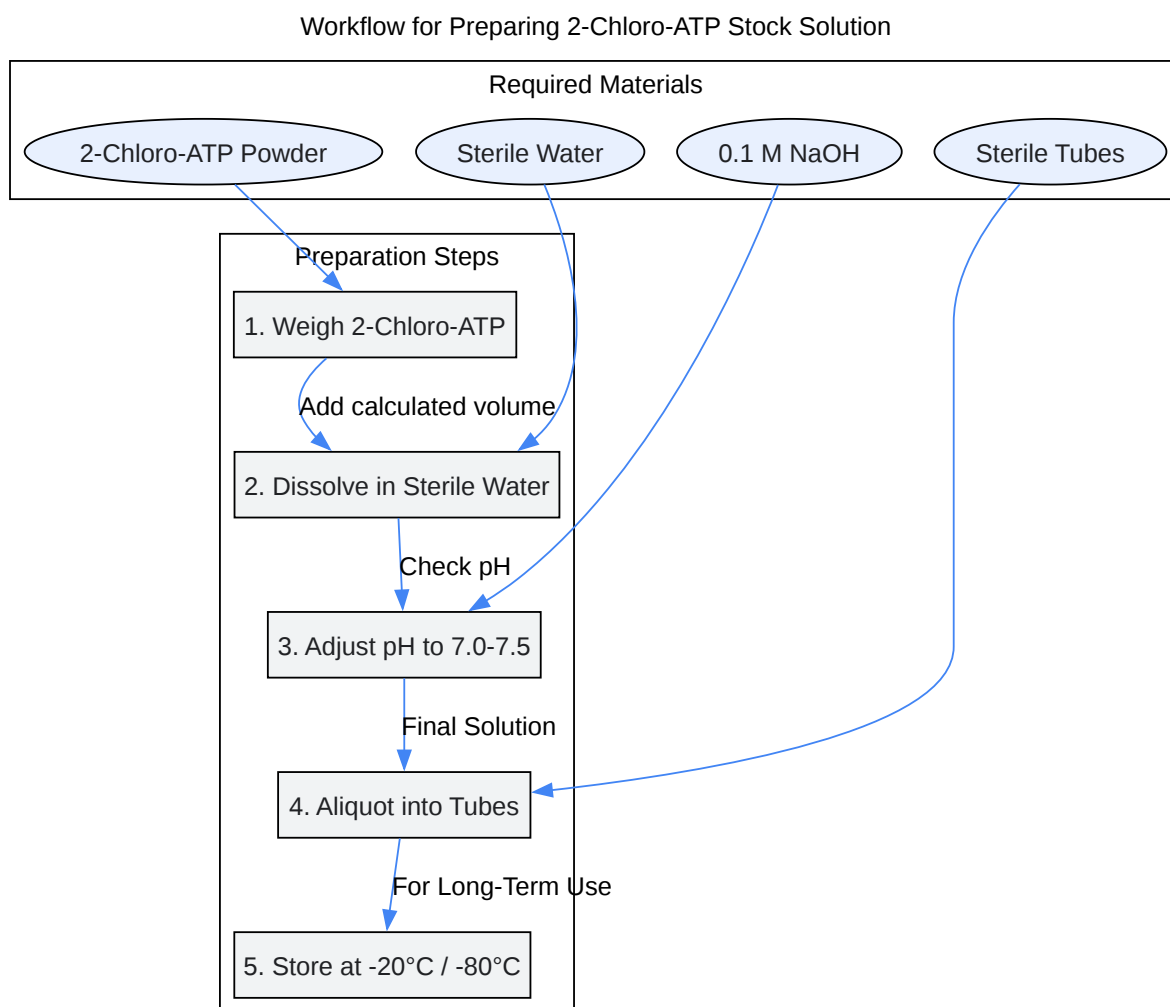 Workflow for Preparing 2-Chloro-ATP Stock Solution
Required Materials
2-Chloro-ATP Powder
Sterile Water
0.1 M NaOH
Sterile Tubes
Preparation Steps
1. Weigh 2-Chloro-ATP
Add calculated volume
2. Dissolve in Sterile Water
Check pH
3. Adjust pH to 7.0-7.5
Final Solution
4. Aliquot into Tubes
For Long-Term Use
5. Store at -20°C / -80°C